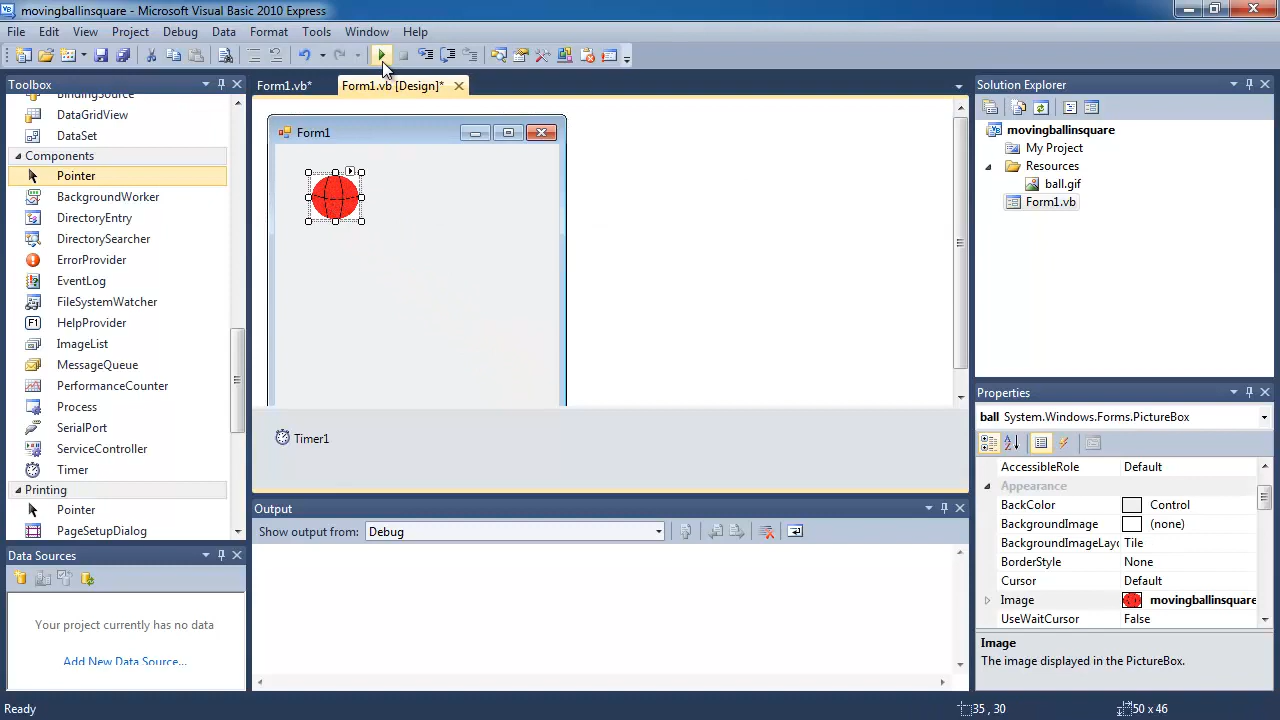 movingballinsquare - Microsoft Visual Basic 2010 Express
File Edit View Project Debug Data Format Tools Window Help
Toolbox
BindingSource
DataGridView
DataSet
Components
Pointer
BackgroundWorker
DirectoryEntry
DirectorySearcher
ErrorProvider
EventLog
FileSystemWatcher
HelpProvider
ImageList
MessageQueue
PerformanceCounter
Process
SerialPort
ServiceController
Timer
Printing
Pointer
PageSetupDialog
Data Sources
Your project currently has no data
Add New Data Source...
Form1.vb* Form1.vb [Design]*
Form1
Timer1
Output
Show output from: Debug
Solution Explorer
movingballinsquare
My Project
Resources
ball.gif
Form1.vb
Properties
ball System.Windows.Forms.PictureBox
AccessibleRole Default
Appearance
BackColor Control
BackgroundImage (none)
BackgroundImageLayc Tile
BorderStyle None
Cursor Default
Image movingballinsquare
UseWaitCursor False
Image
The image displayed in the PictureBox.
Ready 35 , 30 50 x 46